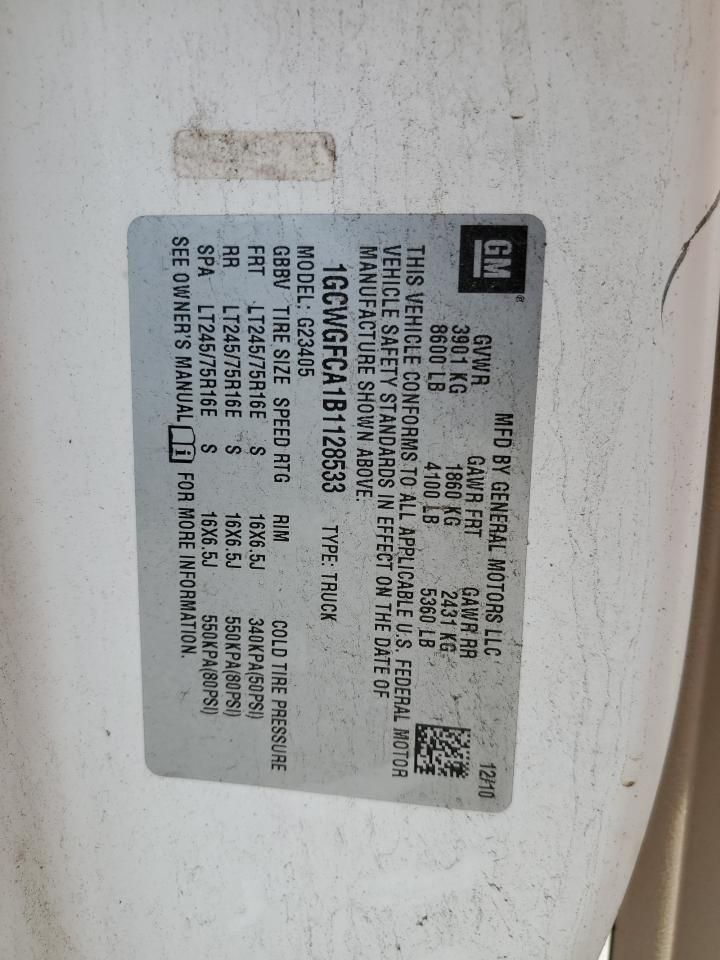 GM®
MFD BY GENERAL MOTORS LLC 12/10
GVWR GAWR FRT GAWR RR
3901 KG 1860 KG 2431 KG
8600 LB 4100 LB 5360 LB
THIS VEHICLE CONFORMS TO ALL APPLICABLE U.S. FEDERAL MOTOR
VEHICLE SAFETY STANDARDS IN EFFECT ON THE DATE OF
MANUFACTURE SHOWN ABOVE.
1GCWGFCA1B1128533 TYPE: TRUCK
MODEL: G23405
GBBV TIRE SIZE SPEED RTG RIM COLD TIRE PRESSURE
FRT LT245/75R16E S 16X6.5J 340KPA(50PSI)
RR LT245/75R16E S 16X6.5J 550KPA(80PSI)
SPA LT245/75R16E S 16X6.5J 550KPA(80PSI)
SEE OWNER'S MANUAL i FOR MORE INFORMATION.